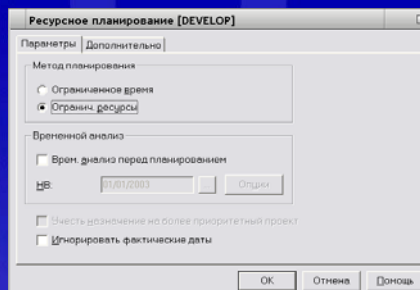 Ресурсное планирование [DEVELOP]
Параметры Дополнительно
Метод планирования
Ограниченное время
Огранич. ресурсы
Временной анализ
Врем. анализ перед планированием
НВ: 01/01/2003 ... Опции
Учесть назначение на более приоритетный проект
Игнорировать фактические даты
ОК Отмена Помощь